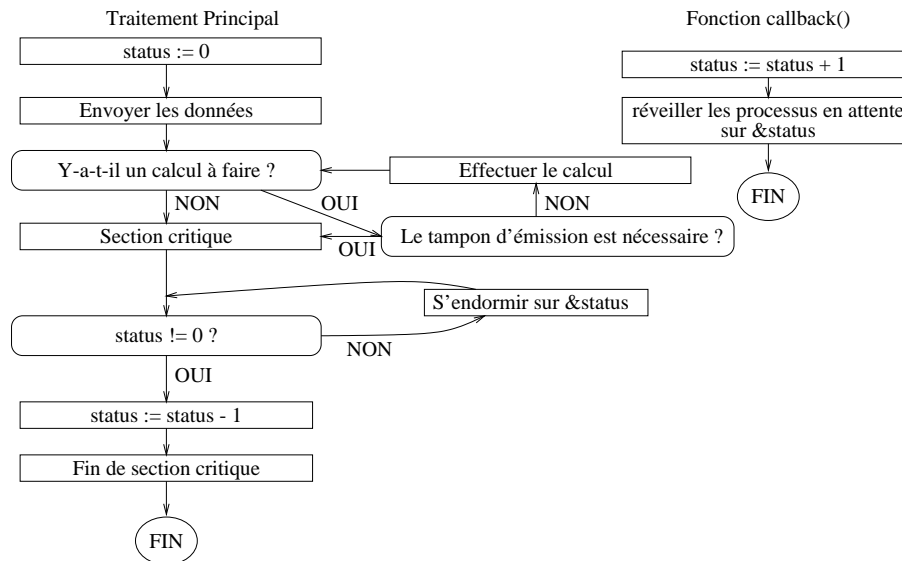 Traitement Principal
Fonction callback()
status := 0
status := status + 1
Envoyer les données
réveiller les processus en attente
sur &status
Y-a-t-il un calcul à faire ?
Effectuer le calcul
FIN
NON
OUI
NON
Section critique
OUI
Le tampon d'émission est nécessaire ?
S'endormir sur &status
status != 0 ?
NON
OUI
status := status - 1
Fin de section critique
FIN